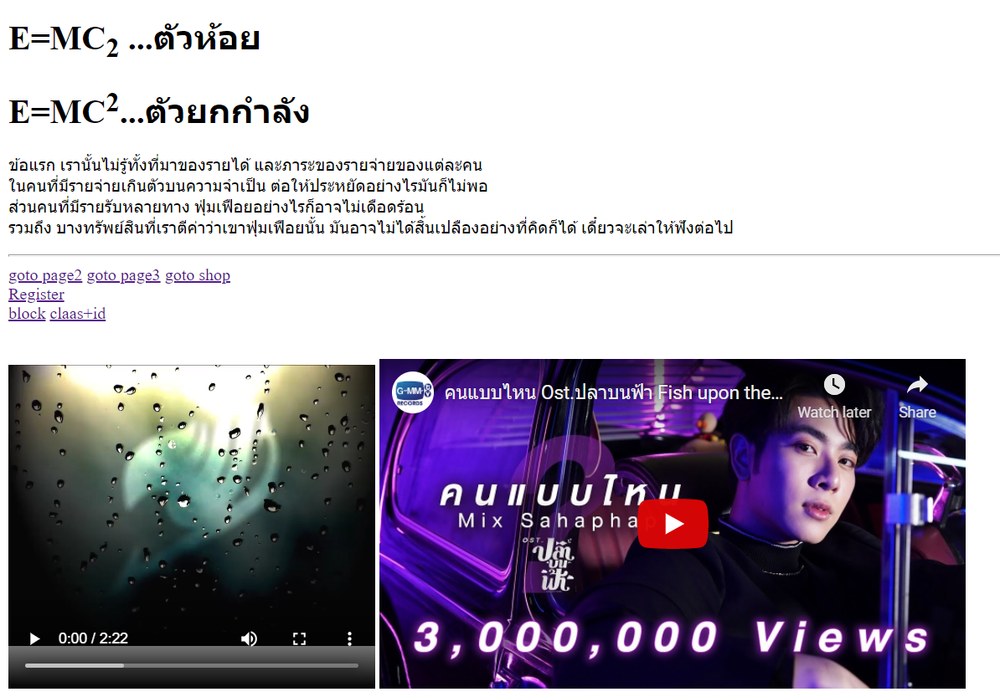 E=MC2 ...ตัวห้อย
E=MC2...ตัวยกกำลัง
ข้อแรก เรานั้นไม่รู้ทั้งที่มาของรายได้ และภาระของรายจ่ายของแต่ละคน
ในคนที่มีรายจ่ายเกินตัวบนความจำเป็น ต่อให้ประหยัดอย่างไรมันก็ไม่พอ
ส่วนคนที่มีรายรับหลายทาง ฟุ่มเฟือยอย่างไรก็อาจไม่เดือดร้อน
รวมถึง บางทรัพย์สินที่เราตีค่าว่าเขาฟุ่มเฟือยนั้น มันอาจไม่ได้สิ้นเปลืองอย่างที่คิดก็ได้ เดี๋ยวจะเล่าให้ฟังต่อไป
goto page2 goto page3 goto shop
Register
block claas+id
G-MM-
RECORDS
คนแบบไหน Ost.ปลาบนฟ้า Fish upon the...
Watch later
Share
คนแบบไหน
Mix Sahaphap
OST.
ปลา
บน
ฟ้า
0:00 / 2:22
3,000,000 Views